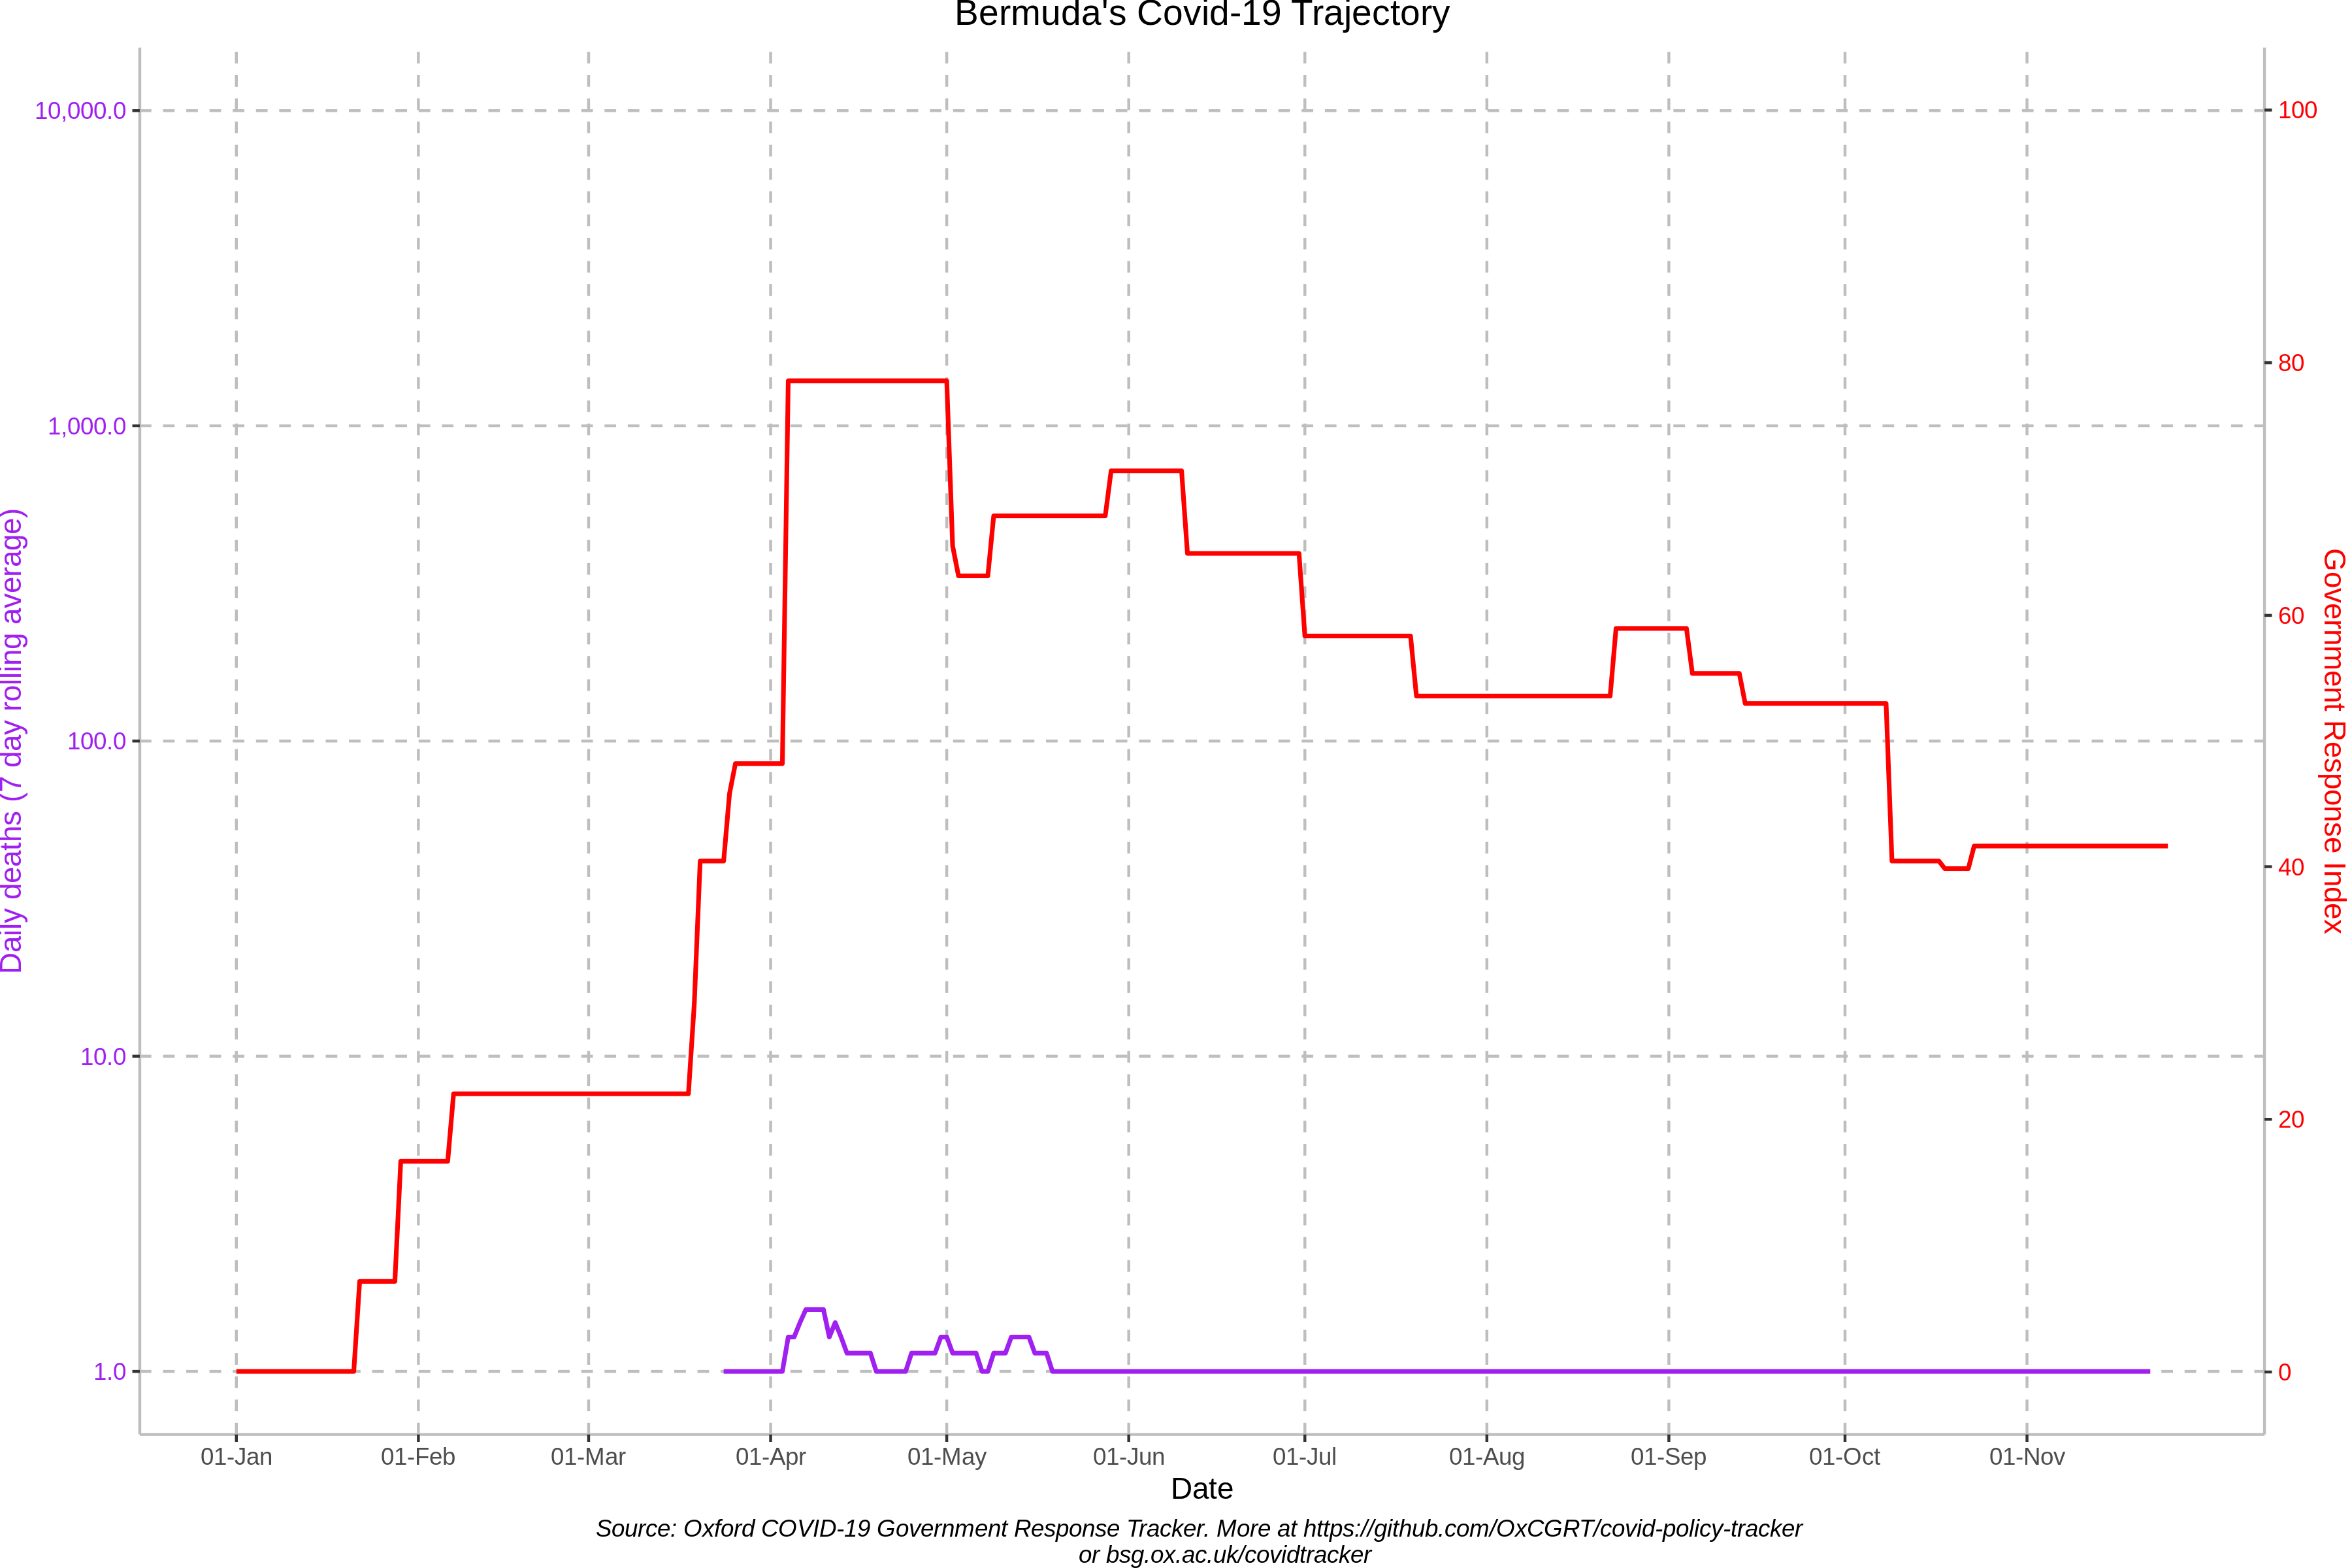 Bermuda's Covid-19 Trajectory
10,000.0
1,000.0
100.0
10.0
1.0
Daily deaths (7 day rolling average)
100
80
60
40
20
0
Government Response Index
01-Jan
01-Feb
01-Mar
01-Apr
01-May
01-Jun
01-Jul
01-Aug
01-Sep
01-Oct
01-Nov
Date
Source: Oxford COVID-19 Government Response Tracker. More at https://github.com/OxCGRT/covid-policy-tracker
or bsg.ox.ac.uk/covidtracker